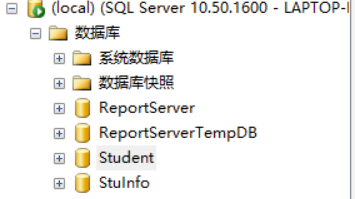 (local) (SQL Server 10.50.1600 - LAPTOP-
数据库
系统数据库
数据库快照
ReportServer
ReportServerTempDB
Student
StuInfo